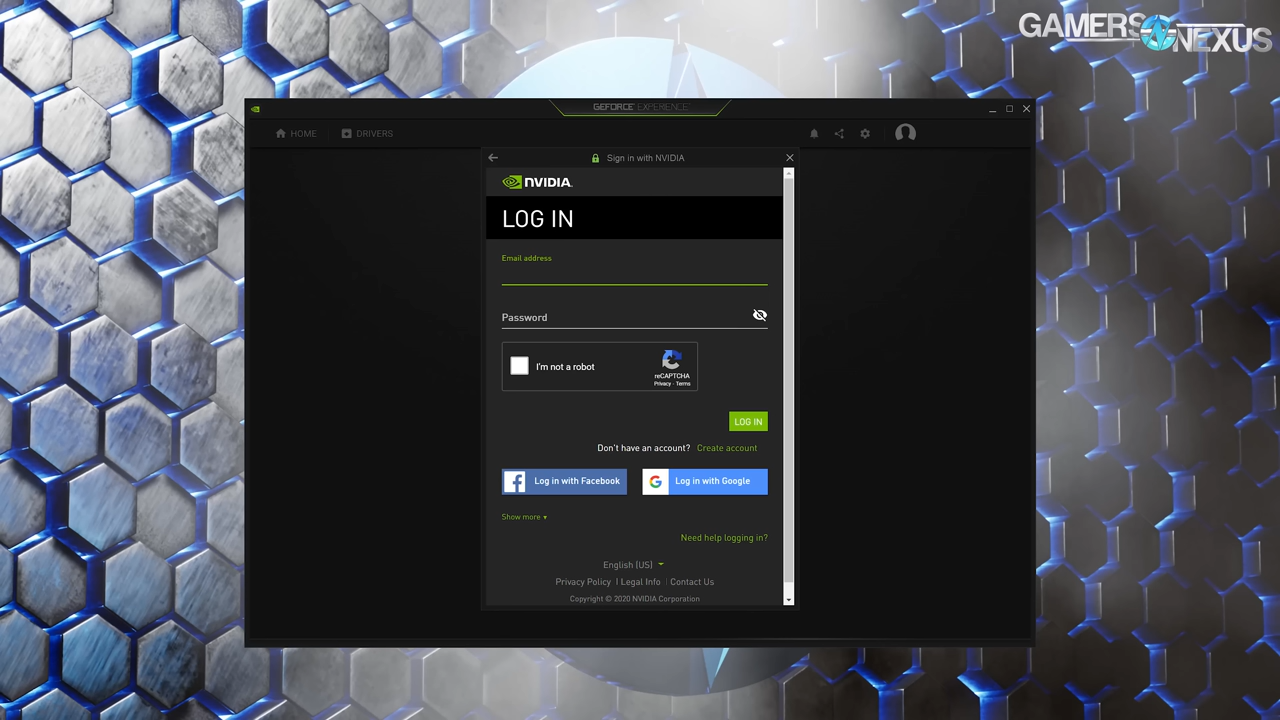 GAMERS NEXUS
GEFORCE EXPERIENCE
HOME
DRIVERS
Sign in with NVIDIA
NVIDIA.
LOG IN
Email address
Password
I'm not a robot
reCAPTCHA
Privacy - Terms
LOG IN
Don't have an account? Create account
Log in with Facebook
Log in with Google
Show more ▾
Need help logging in?
English (US)
Privacy Policy | Legal Info | Contact Us
Copyright © 2020 NVIDIA Corporation